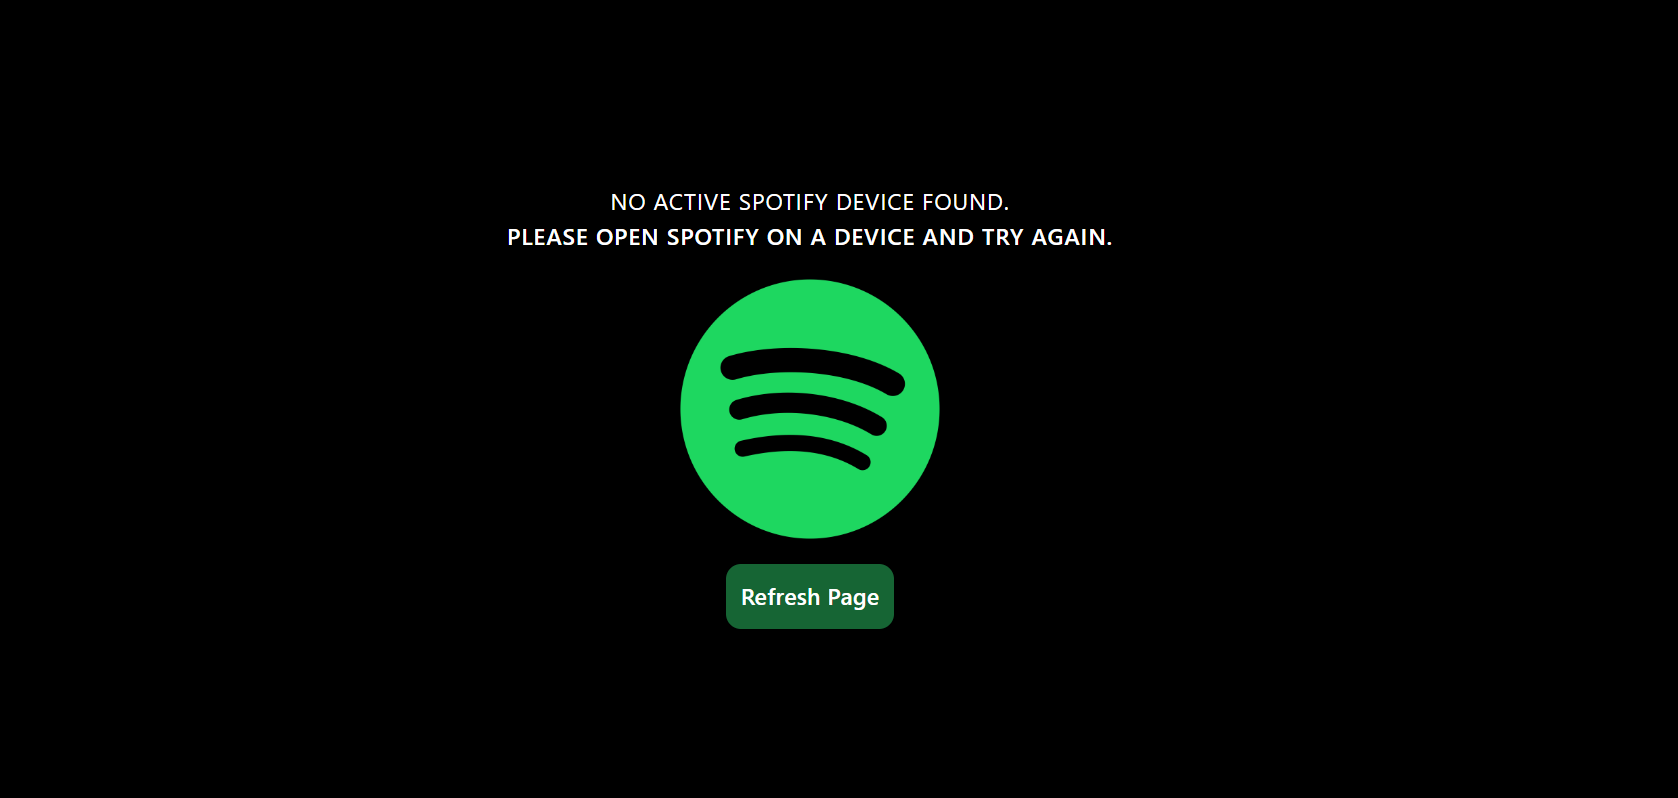 NO ACTIVE SPOTIFY DEVICE FOUND.
PLEASE OPEN SPOTIFY ON A DEVICE AND TRY AGAIN.
Refresh Page